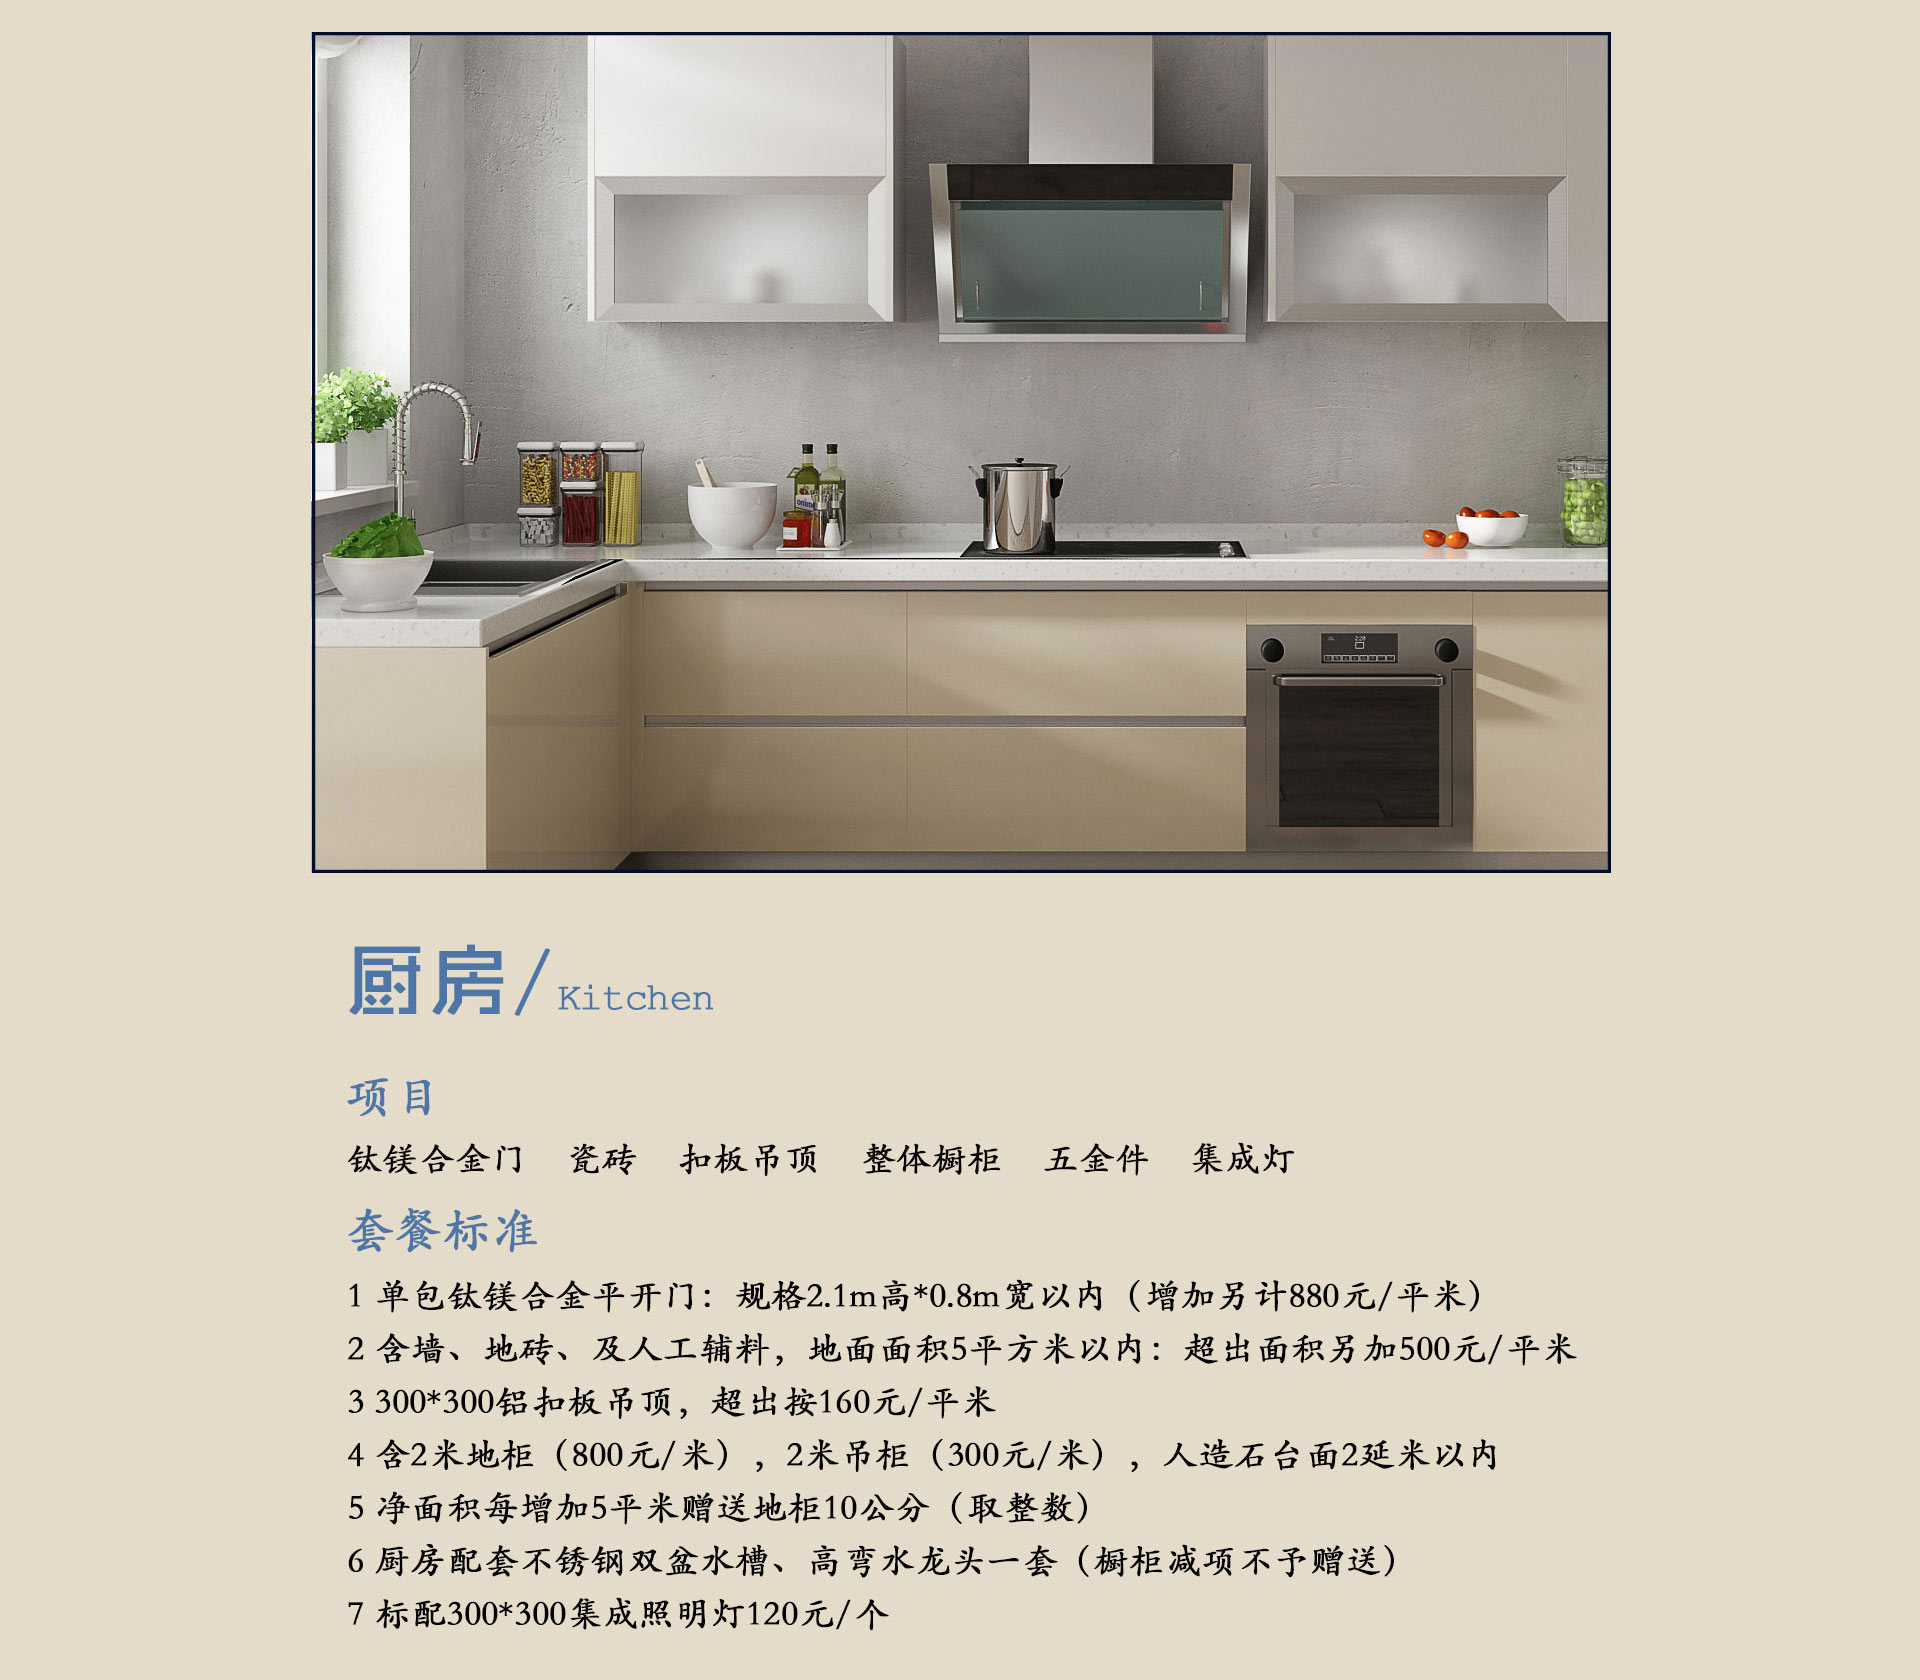 厨房/Kitchen
项目
钛镁合金门 瓷砖 扣板吊顶 整体橱柜 五金件 集成灯
套餐标准
1 单包钛镁合金平开门：规格2.1m高*0.8m宽以内（增加另计880元/平米）
2 含墙、地砖、及人工辅料，地面面积5平方米以内：超出面积另加500元/平米
3 300*300铝扣板吊顶，超出按160元/平米
4 含2米地柜（800元/米），2米吊柜（300元/米），人造石台面2延米以内
5 净面积每增加5平米赠送地柜10公分（取整数）
6 厨房配套不锈钢双盆水槽、高弯水龙头一套（橱柜减项不予赠送）
7 标配300*300集成照明灯120元/个